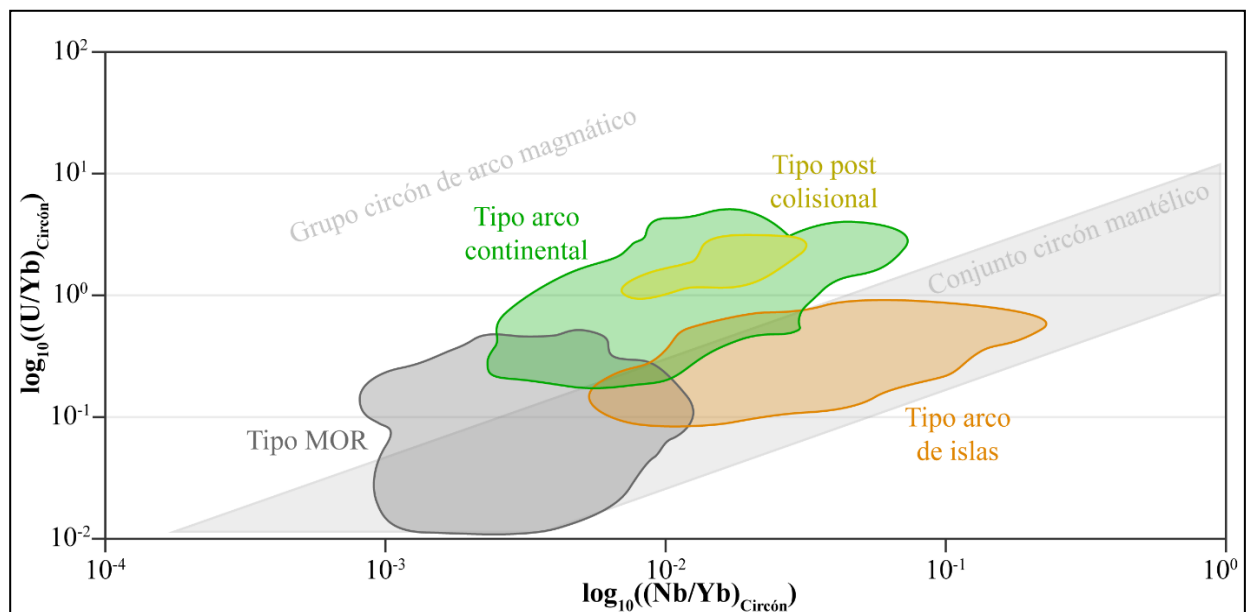 10²
10¹
10⁰
10⁻¹
10⁻²
log₁₀((U/Yb)Circón)
Grupo circón de arco magmático
Tipo post
colisional
Tipo arco
continental
Conjunto circón mantélico
Tipo MOR
Tipo arco
de islas
10⁻⁴
10⁻³
10⁻²
10⁻¹
10⁰
log₁₀((Nb/Yb)Circón)